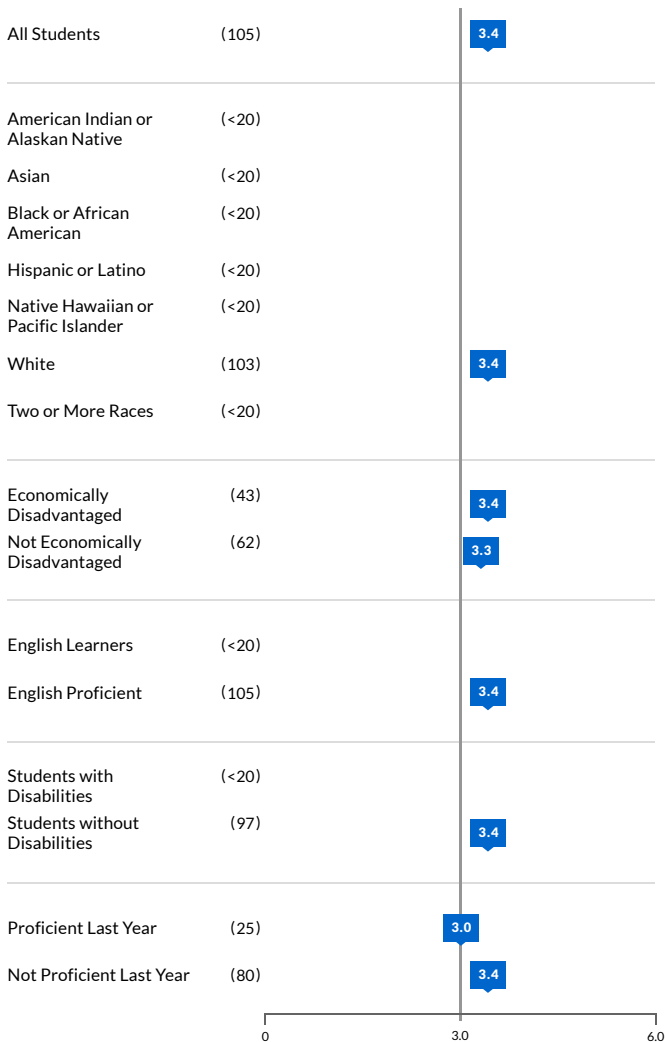 All Students (105) 3.4
American Indian or (<20)
Alaskan Native
Asian (<20)
Black or African (<20)
American
Hispanic or Latino (<20)
Native Hawaiian or (<20)
Pacific Islander
White (103) 3.4
Two or More Races (<20)
Economically (43) 3.4
Disadvantaged
Not Economically (62) 3.3
Disadvantaged
English Learners (<20)
English Proficient (105) 3.4
Students with (<20)
Disabilities
Students without (97) 3.4
Disabilities
Proficient Last Year (25) 3.0
Not Proficient Last Year (80) 3.4
0 3.0 6.0